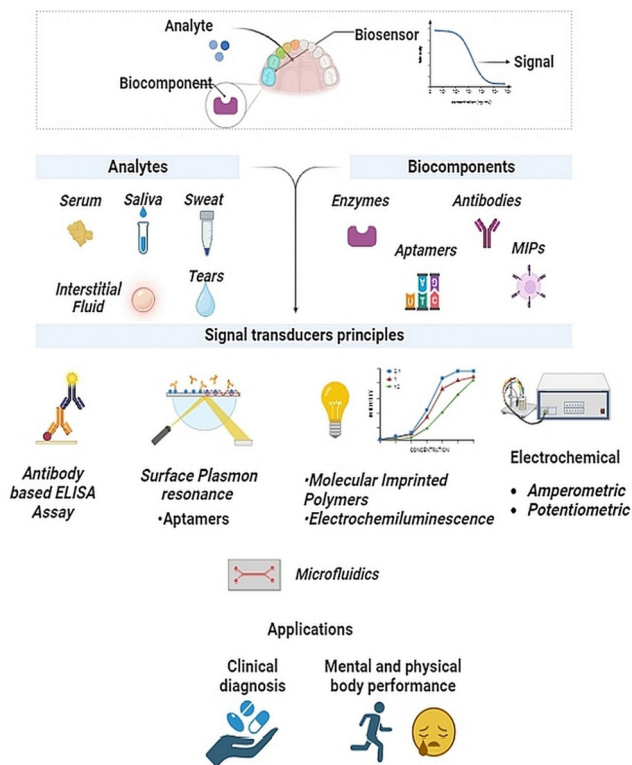 Analyte
Biosensor
Signal
Biocomponent
Analytes
Biocomponents
Serum
Saliva
Sweat
Interstitial
Fluid
Tears
Enzymes
Antibodies
Aptamers
MIPs
Signal transducers principles
CONCENTRATION
Antibody
based ELISA
Assay
Surface Plasmon
resonance
•Aptamers
•Molecular Imprinted
Polymers
•Electrochemiluminescence
Electrochemical
• Amperometric
• Potentiometric
Microfluidics
Applications
Clinical
diagnosis
Mental and physical
body performance